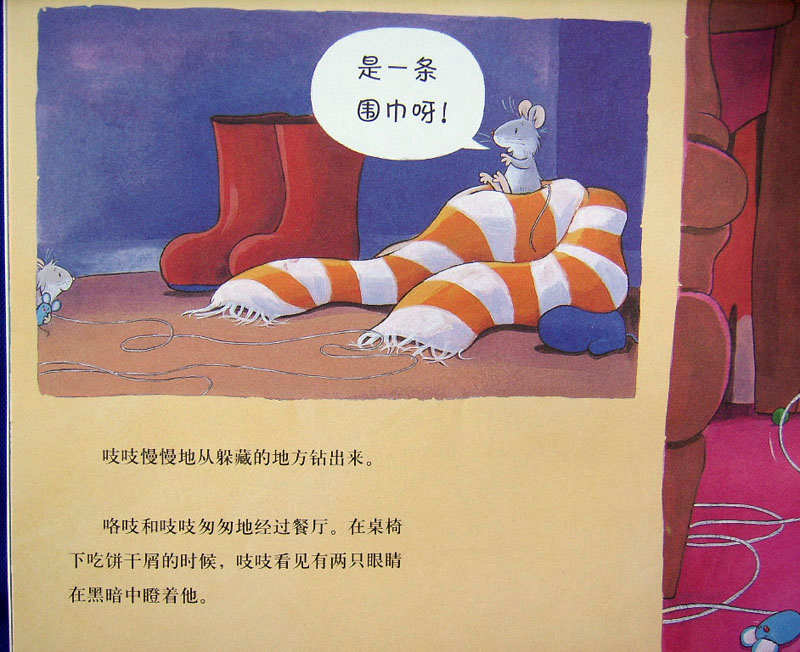 是一条
围巾呀！
吱吱慢慢地从躲藏的地方钻出来。
咯吱和吱吱匆匆地经过餐厅。在桌椅
下吃饼干屑的时候，吱吱看见有两只眼睛
在黑暗中瞪着他。